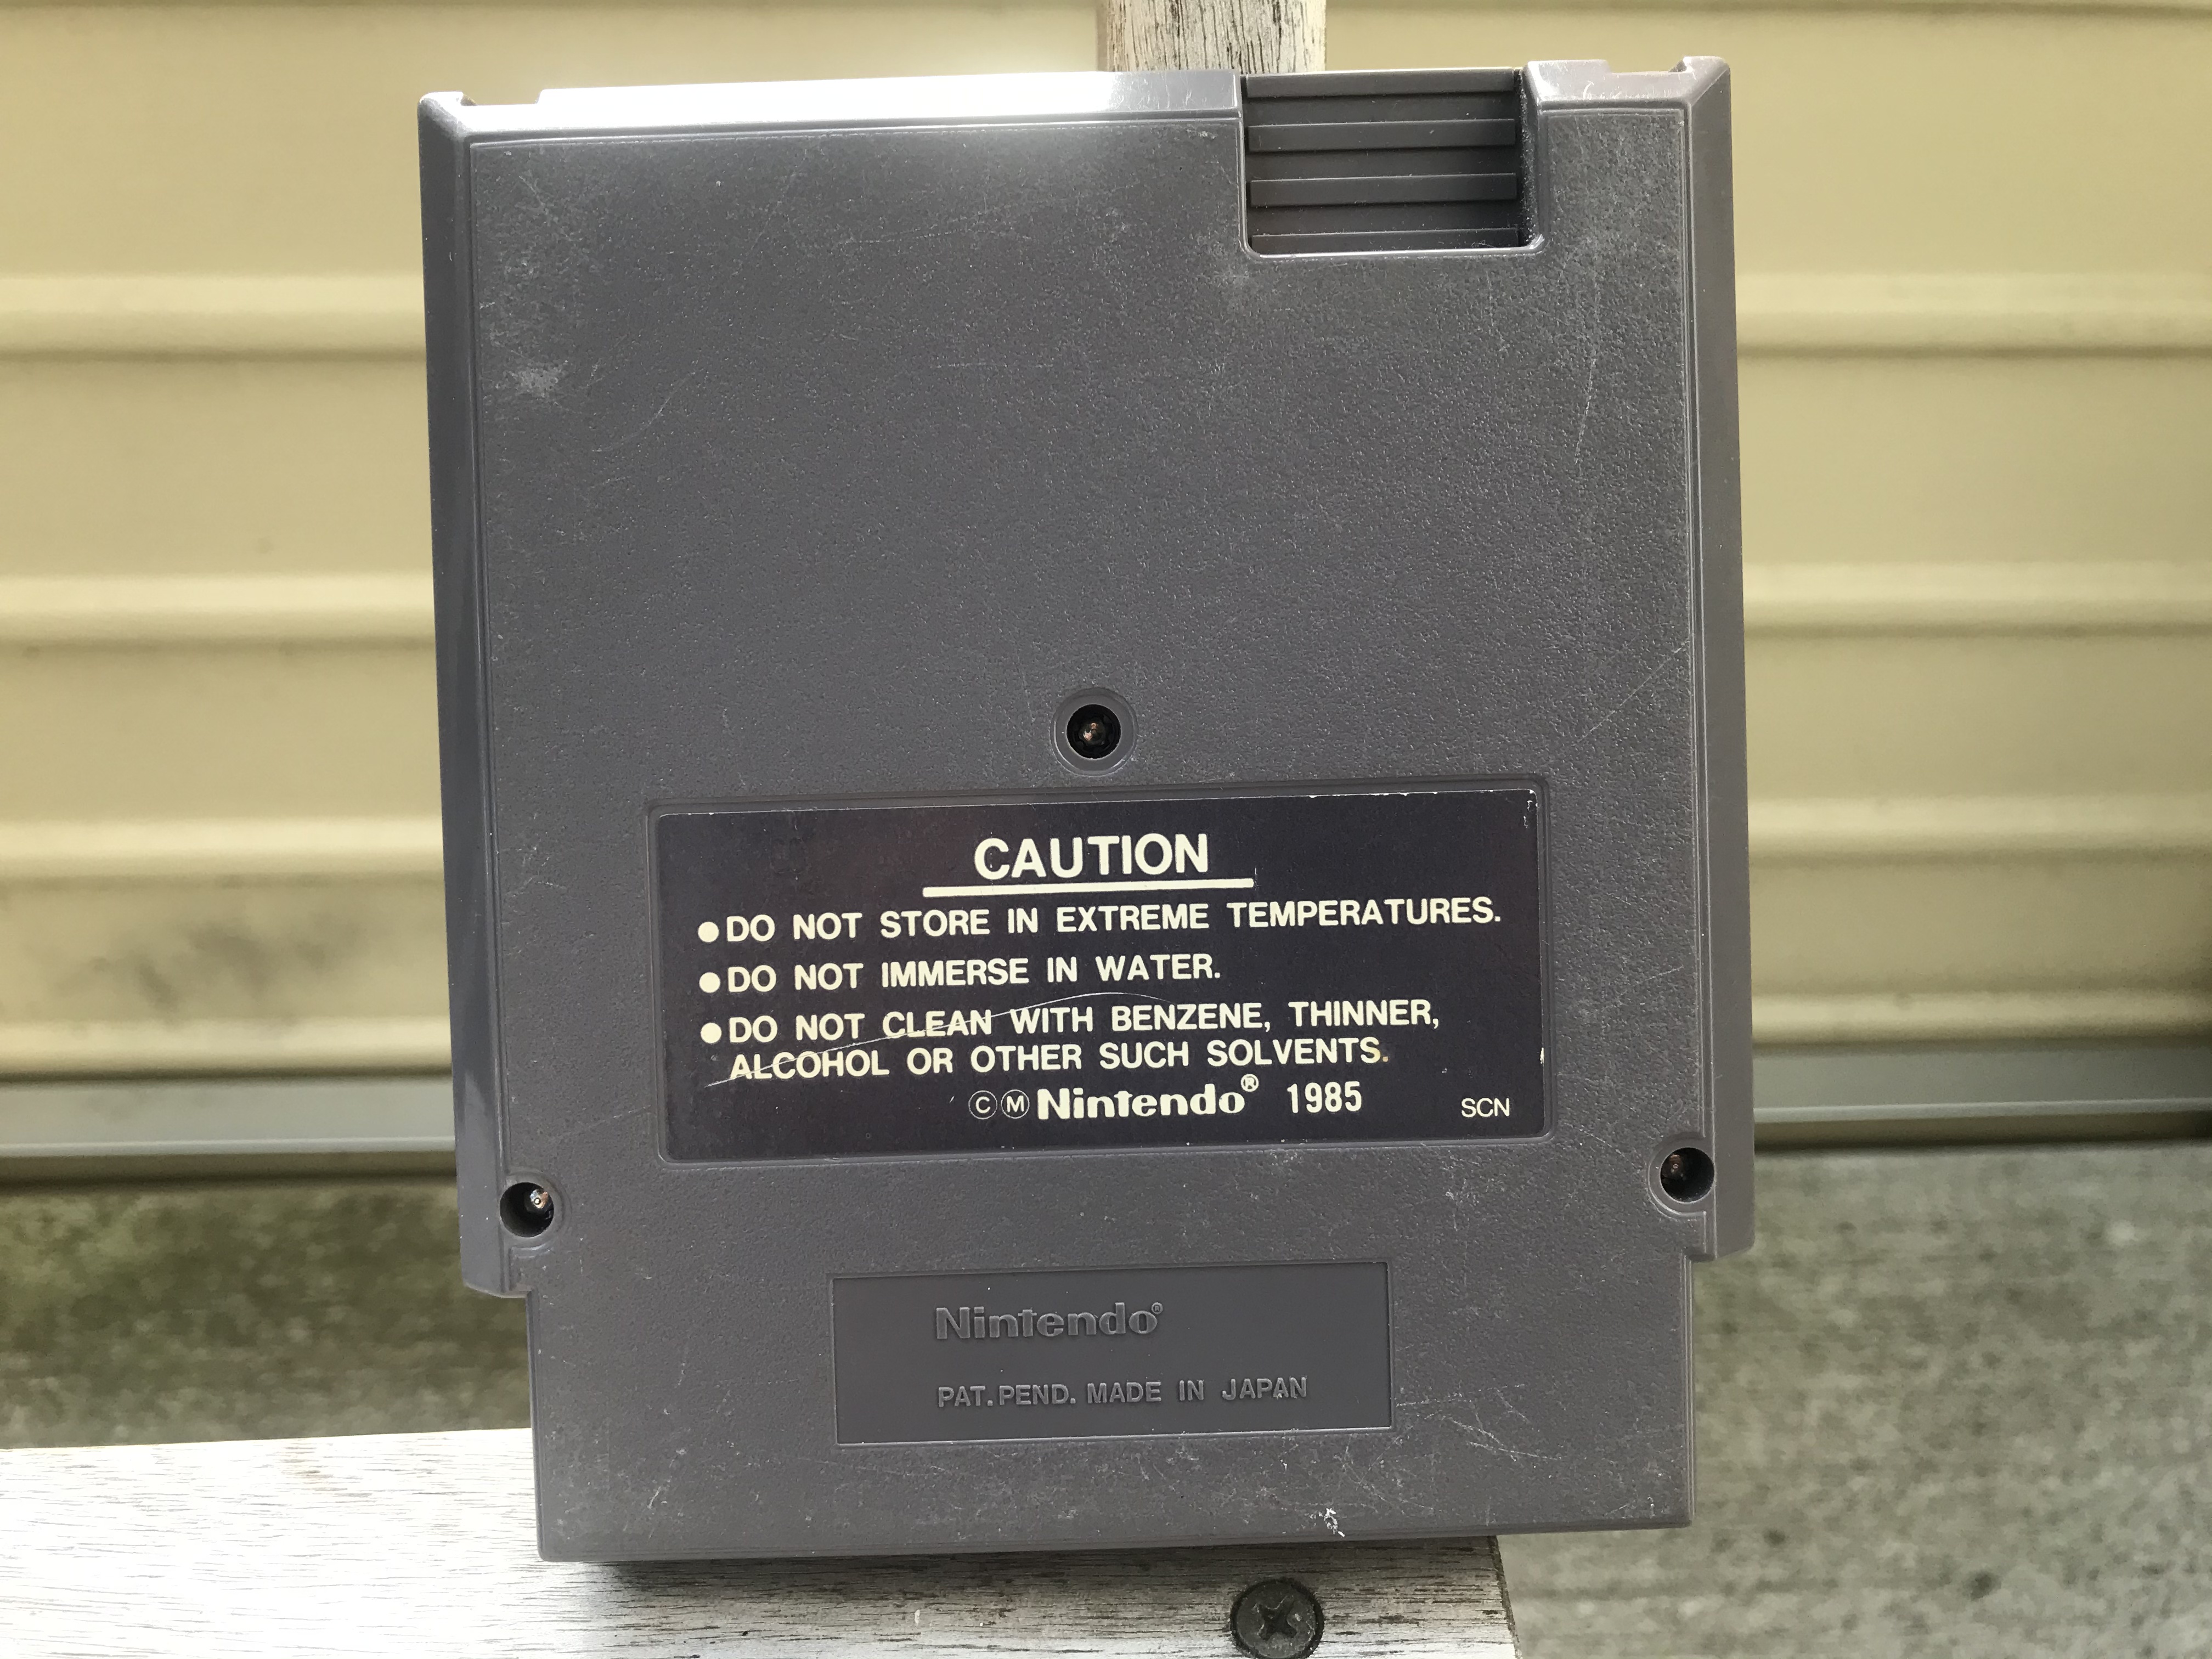 CAUTION
●DO NOT STORE IN EXTREME TEMPERATURES.
●DO NOT IMMERSE IN WATER.
●DO NOT CLEAN WITH BENZENE, THINNER,
ALCOHOL OR OTHER SUCH SOLVENTS.
ⒸⓂNintendo® 1985 SCN
Nintendo®
PAT. PEND. MADE IN JAPAN